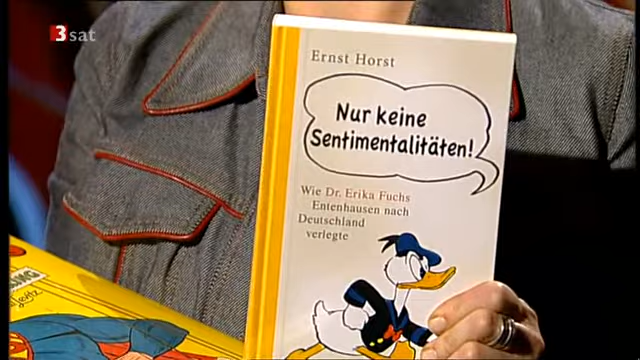 3sat
Ernst Horst
Nur keine
Sentimentalitäten!
Wie Dr. Erika Fuchs
Entenhausen nach
Deutschland
verlegte